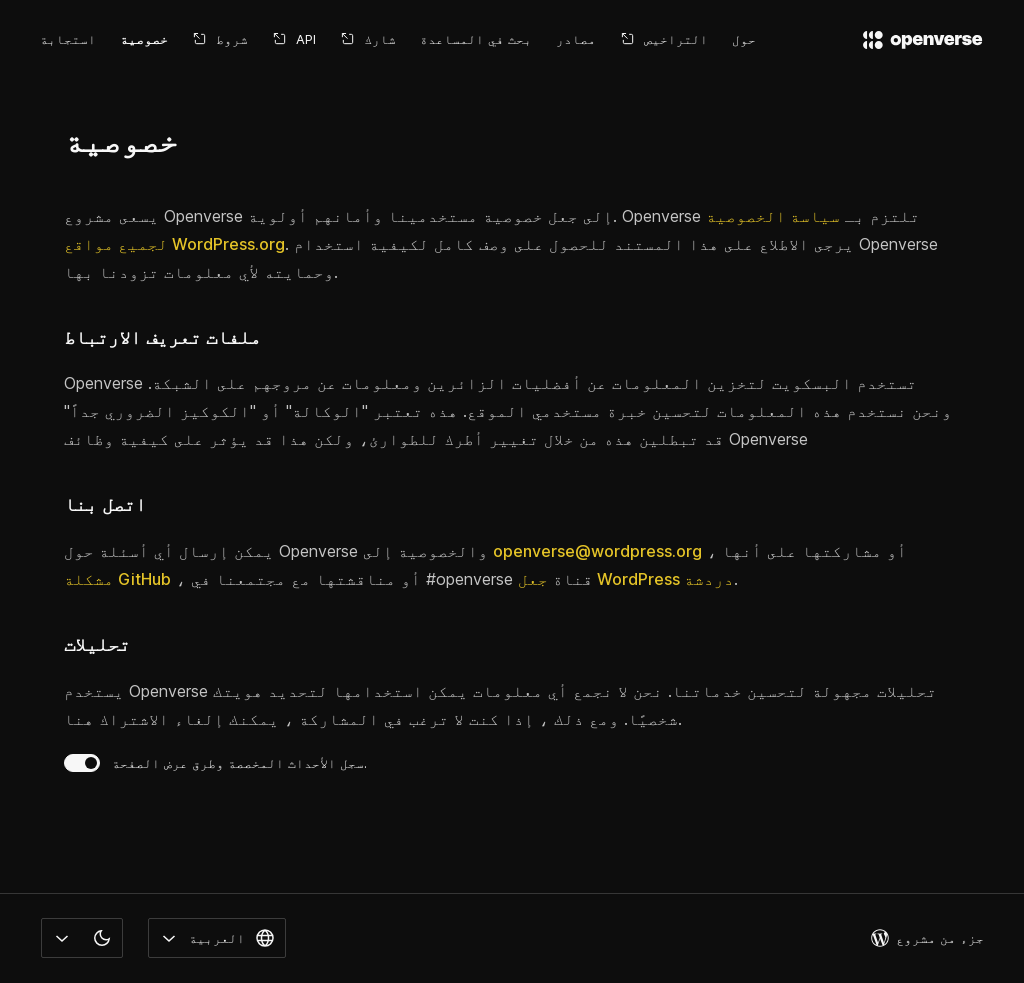 openverse
حول
التراخيص
مصادر
بحث في المساعدة
شارك
API
شروط
خصوصية
استجابة
خصوصية
يسعى مشروع Openverse إلى جعل خصوصية مستخدمينا وأمانهم أولوية. Openverse تلتزم بـ سياسة الخصوصية
لجميع مواقع WordPress.org. يرجى الاطلاع على هذا المستند للحصول على وصف كامل لكيفية استخدام Openverse
وحمايته لأي معلومات تزودنا بها.
ملفات تعريف الارتباط
Openverse تستخدم البسكويت لتخزين المعلومات عن أفضليات الزائرين ومعلومات عن مروجهم على الشبكة.
ونحن نستخدم هذه المعلومات لتحسين خبرة مستخدمي الموقع. هذه تعتبر "الوكالة" أو "الكوكيز الضروري جداً"
قد تبطلين هذه من خلال تغيير أطرك للطوارئ، ولكن هذا قد يؤثر على كيفية وظائف Openverse
اتصل بنا
يمكن إرسال أي أسئلة حول Openverse والخصوصية إلى openverse@wordpress.org ، أو مشاركتها على أنها
مشكلة GitHub ، أو مناقشتها مع مجتمعنا في #openverse قناة جعل WordPress دردشة.
تحليلات
يستخدم Openverse تحليلات مجهولة لتحسين خدماتنا. نحن لا نجمع أي معلومات يمكن استخدامها لتحديد هويتك
شخصيًا. ومع ذلك ، إذا كنت لا ترغب في المشاركة ، يمكنك إلغاء الاشتراك هنا.
سجل الأحداث المخصصة وطرق عرض الصفحة.
جزء من مشروع
العربية